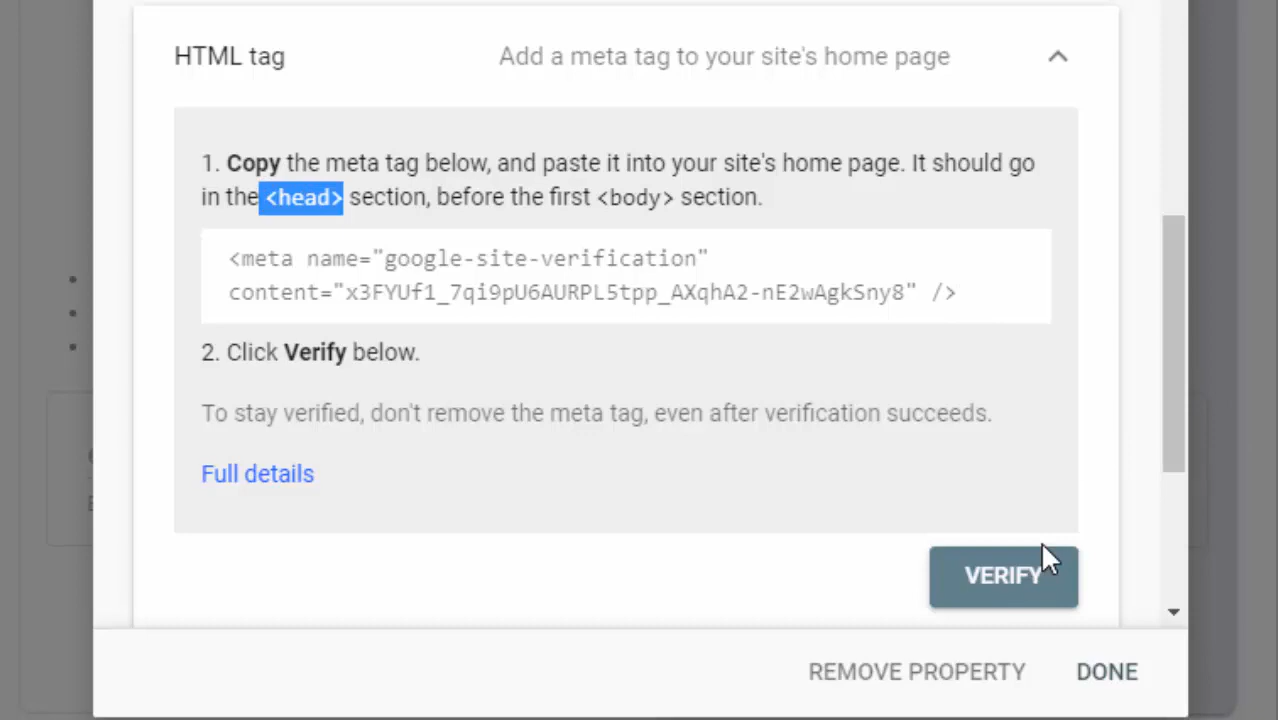 HTML tag Add a meta tag to your site's home page
1. Copy the meta tag below, and paste it into your site's home page. It should go
in the <head> section, before the first <body> section.
<meta name="google-site-verification"
content="x3FYUf1_7qi9pU6AURPL5tpp_AXqhA2-nE2wAgkSny8" />
2. Click Verify below.
To stay verified, don't remove the meta tag, even after verification succeeds.
Full details
VERIFY
REMOVE PROPERTY DONE